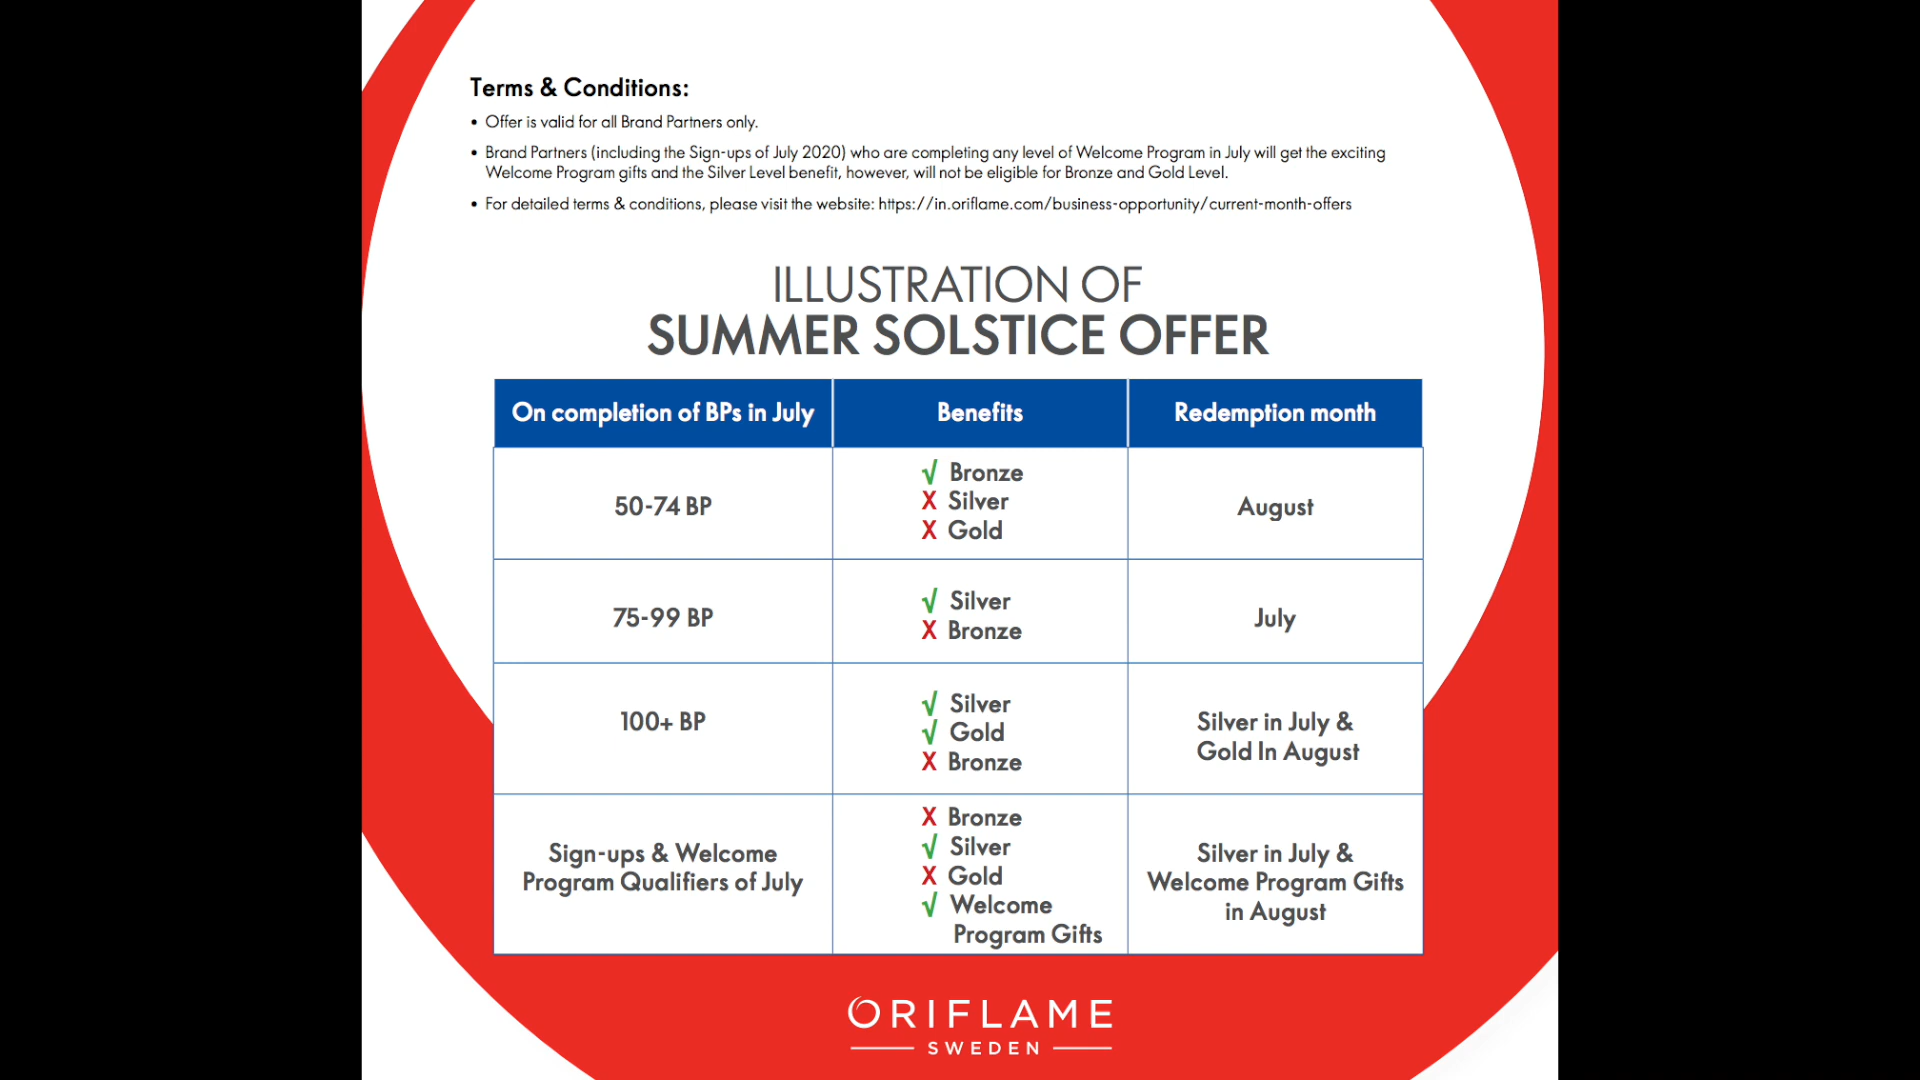 Terms & Conditions:
• Offer is valid for all Brand Partners only.
• Brand Partners (including the Sign-ups of July 2020) who are completing any level of Welcome Program in July will get the exciting
Welcome Program gifts and the Silver Level benefit, however, will not be eligible for Bronze and Gold Level.
• For detailed terms & conditions, please visit the website: https://in.oriflame.com/business-opportunity/current-month-offers
ILLUSTRATION OF
SUMMER SOLSTICE OFFER
On completion of BPs in July
Benefits
Redemption month
50-74 BP
√ Bronze
X Silver
X Gold
August
75-99 BP
√ Silver
X Bronze
July
100+ BP
√ Silver
√ Gold
X Bronze
Silver in July &
Gold In August
Sign-ups & Welcome
Program Qualifiers of July
X Bronze
√ Silver
X Gold
√ Welcome
Program Gifts
Silver in July &
Welcome Program Gifts
in August
ORIFLAME
SWEDEN